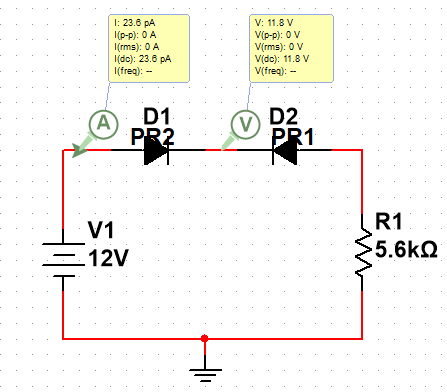 I: 23.6 pA
I(p-p): 0 A
I(rms): 0 A
I(dc): 23.6 pA
I(freq): --
V: 11.8 V
V(p-p): 0 V
V(rms): 0 V
V(dc): 11.8 V
V(freq): --
A
V
D1
PR2
D2
PR1
V1
12V
R1
5.6kΩ